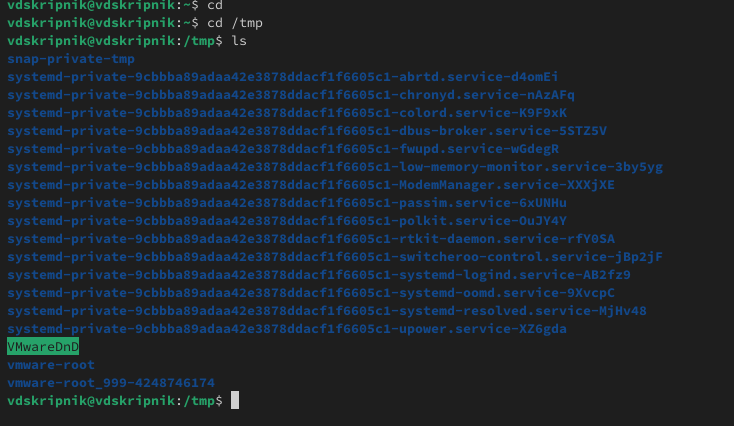 vdskripnik@vdskripnik:~$ cd
vdskripnik@vdskripnik:~$ cd /tmp
vdskripnik@vdskripnik:/tmp$ ls
snap-private-tmp
systemd-private-9cbbba89adaa42e3878ddacf1f6605c1-abrtd.service-d4omEi
systemd-private-9cbbba89adaa42e3878ddacf1f6605c1-chronyd.service-nAzAFq
systemd-private-9cbbba89adaa42e3878ddacf1f6605c1-colord.service-K9F9xK
systemd-private-9cbbba89adaa42e3878ddacf1f6605c1-dbus-broker.service-5STZ5V
systemd-private-9cbbba89adaa42e3878ddacf1f6605c1-fwupd.service-wGdegR
systemd-private-9cbbba89adaa42e3878ddacf1f6605c1-low-memory-monitor.service-3by5yg
systemd-private-9cbbba89adaa42e3878ddacf1f6605c1-ModemManager.service-XXXjXE
systemd-private-9cbbba89adaa42e3878ddacf1f6605c1-passim.service-6xUNHu
systemd-private-9cbbba89adaa42e3878ddacf1f6605c1-polkit.service-OuJY4Y
systemd-private-9cbbba89adaa42e3878ddacf1f6605c1-rtkit-daemon.service-rfY0SA
systemd-private-9cbbba89adaa42e3878ddacf1f6605c1-switcheroo-control.service-jBp2jF
systemd-private-9cbbba89adaa42e3878ddacf1f6605c1-systemd-logind.service-AB2fz9
systemd-private-9cbbba89adaa42e3878ddacf1f6605c1-systemd-oomd.service-9XvcpC
systemd-private-9cbbba89adaa42e3878ddacf1f6605c1-systemd-resolved.service-MjHv48
systemd-private-9cbbba89adaa42e3878ddacf1f6605c1-upower.service-XZ6gda
VMwareDnD
vmware-root
vmware-root_999-4248746174
vdskripnik@vdskripnik:/tmp$